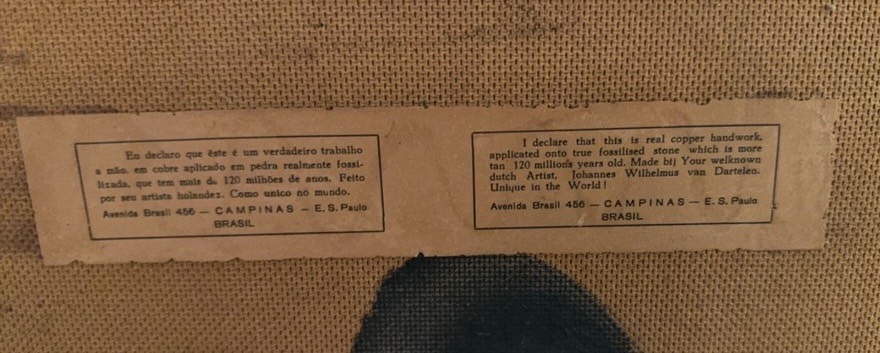 Eu declaro que êste é um verdadeiro trabalho
a mão, em cobre aplicado em pedra realmente fossi-
lizada, que tem mais de 120 milhões de anos. Feito
por seu artista holandez. Como unico no mundo.
Avenida Brasil 456 — CAMPINAS — E. S. Paulo
BRASIL
I declare that this is real copper handwork,
applicated onto true fossilised stone which is more
tan 120 million's years old. Made bij Your welknown
dutch Artist, Johannes Wilhelmus van Dartelen.
Unique in the World!
Avenida Brasil 456 — CAMPINAS — E. S. Paulo
BRASIL